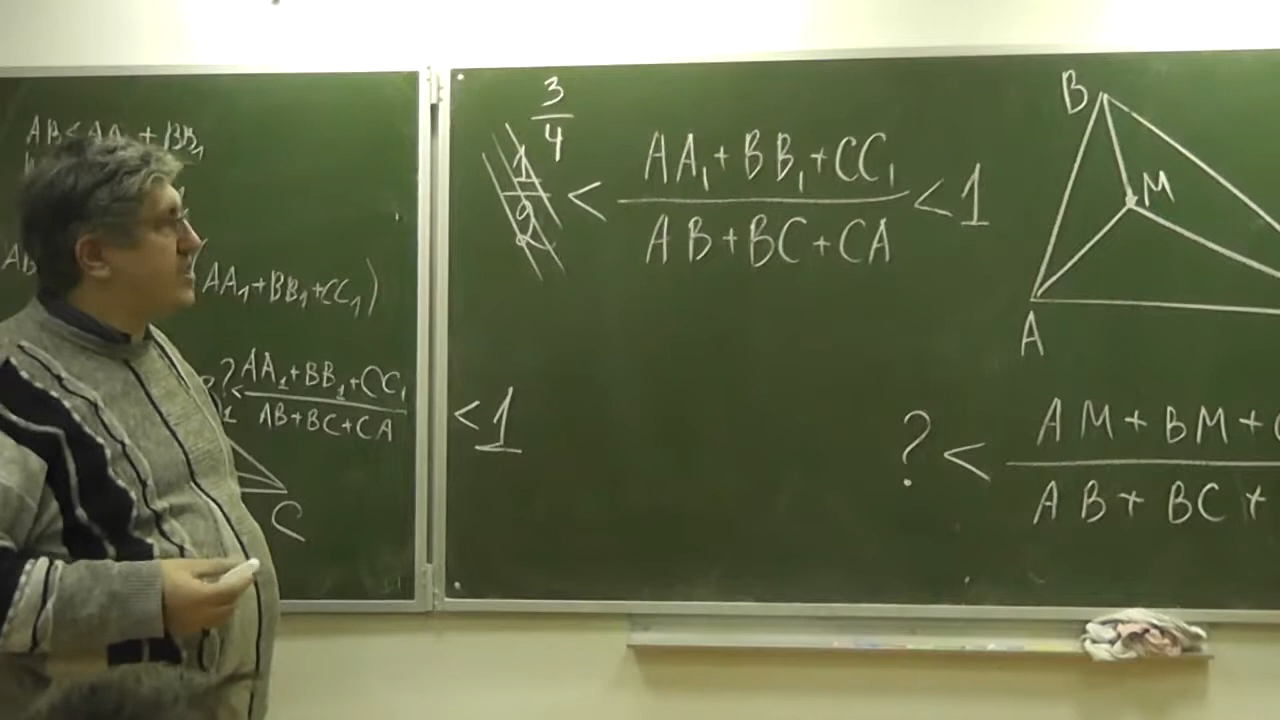 AB < AA₁ + BB₁
AB
AA₁+BB₁+CC₁)
? < AA₁+BB₁+CC₁ / AB+BC+CA < 1
C
3/4
1/2 < AA₁+BB₁+CC₁ / AB+BC+CA < 1
B
M
A
? < AM+BM+ / AB+BC+